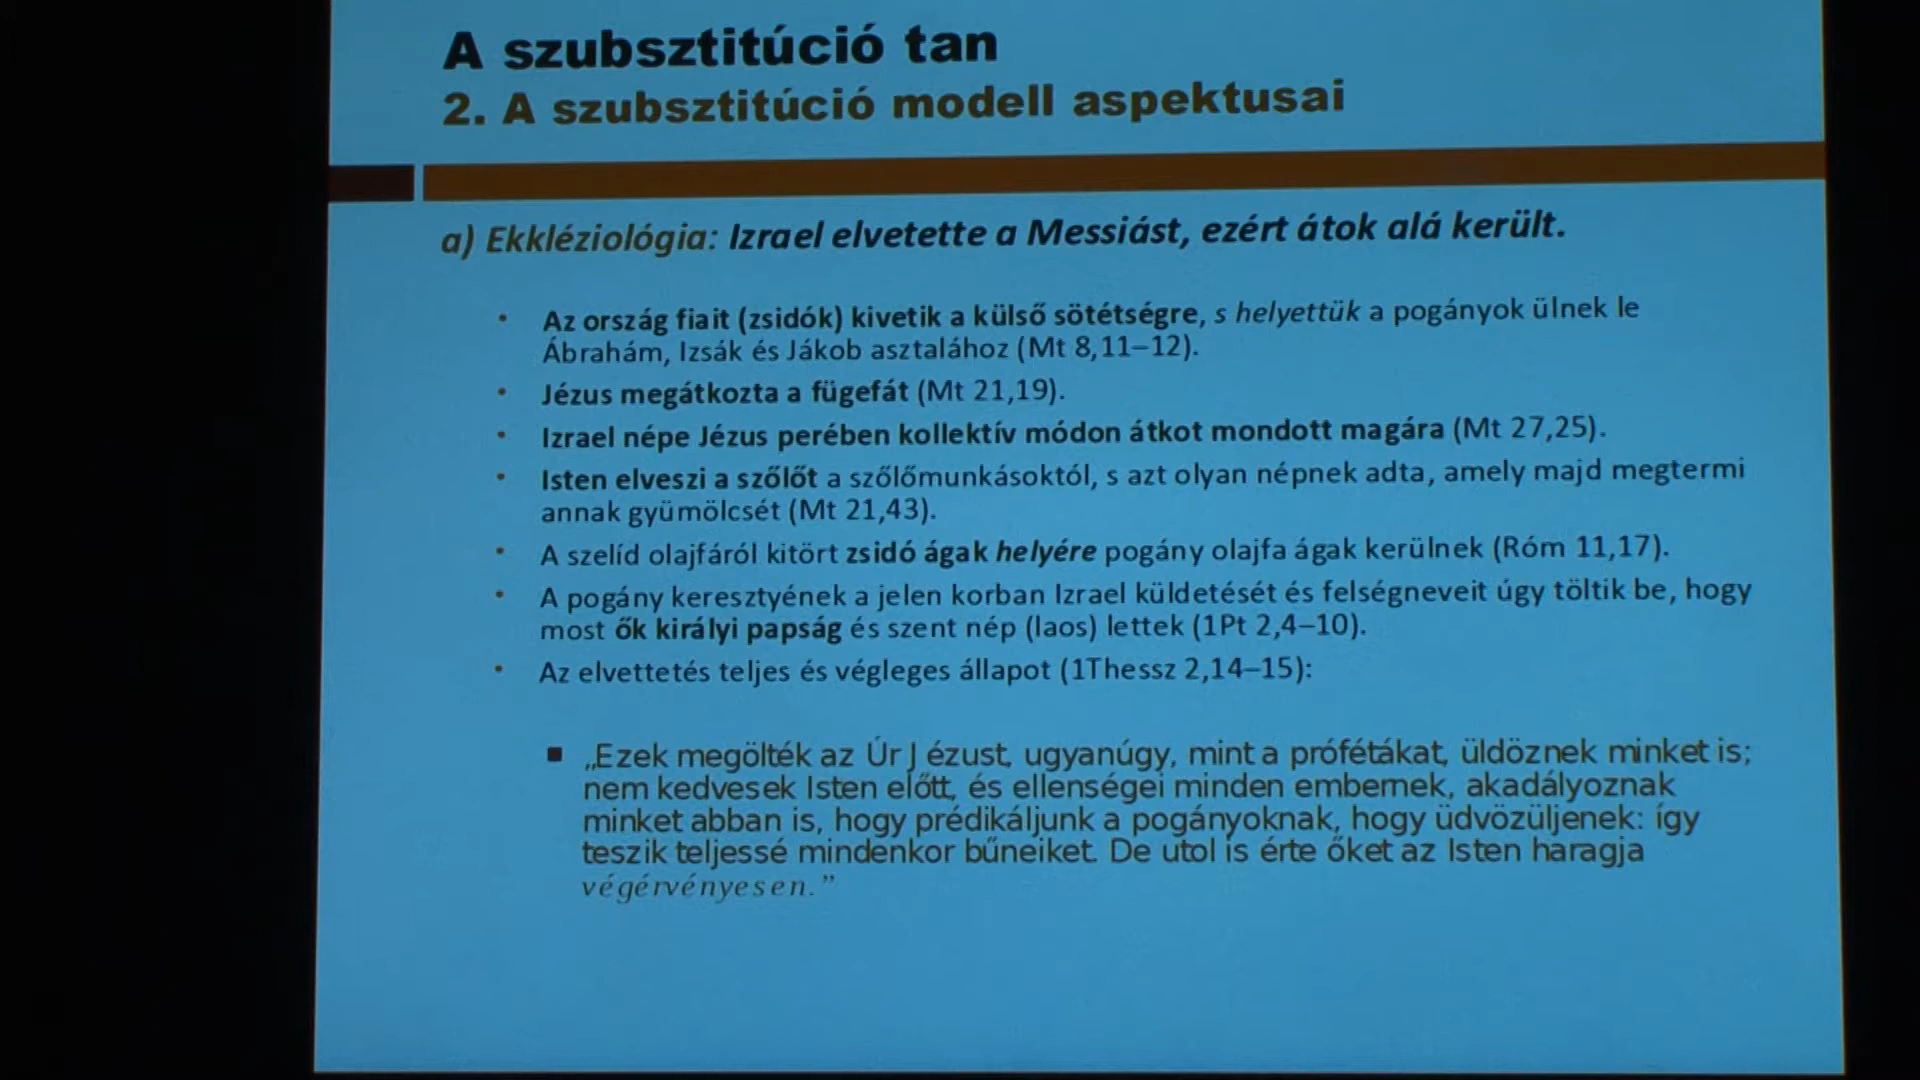 A szubsztitúció tan
2. A szubsztitúció modell aspektusai
a) Ekkléziológia: Izrael elvetette a Messiást, ezért átok alá került.
• Az ország fiait (zsidók) kivetik a külső sötétségre, s helyettük a pogányok ülnek le
Ábrahám, Izsák és Jákob asztalához (Mt 8,11–12).
• Jézus megátkozta a fügefát (Mt 21,19).
• Izrael népe Jézus perében kollektív módon átkot mondott magára (Mt 27,25).
• Isten elveszi a szőlőt a szőlőmunkásoktól, s azt olyan népnek adta, amely majd megtermi
annak gyümölcsét (Mt 21,43).
• A szelíd olajfáról kitört zsidó ágak helyére pogány olajfa ágak kerülnek (Róm 11,17).
• A pogány keresztyének a jelen korban Izrael küldetését és felségneveit úgy töltik be, hogy
most ők királyi papság és szent nép (laos) lettek (1Pt 2,4–10).
• Az elvettetés teljes és végleges állapot (1Thessz 2,14–15):
▪ „Ezek megölték az Úr Jézust, ugyanúgy, mint a prófétákat, üldöznek minket is;
nem kedvesek Isten előtt, és ellenségei minden embernek, akadályoznak
minket abban is, hogy prédikáljunk a pogányoknak, hogy üdvözüljenek: így
teszik teljessé mindenkor bűneiket. De utol is érte őket az Isten haragja
végérvényesen.”